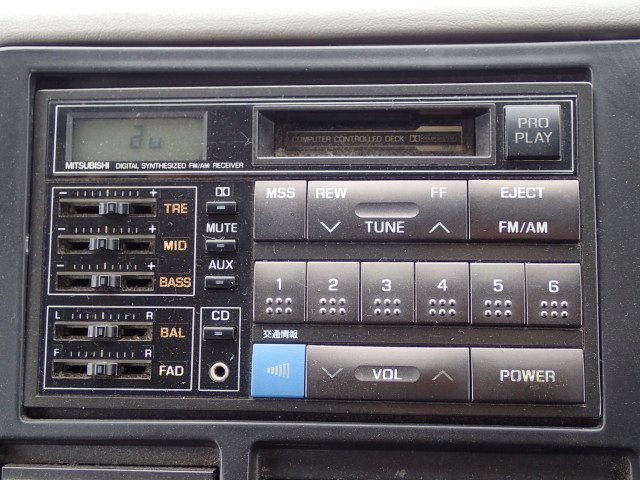 MITSUBISHI DIGITAL SYNTHESIZED FM/AM RECEIVER
COMPUTER CONTROLLED DECK
PRO PLAY
TRE
MID
BASS
L R BAL
F R FAD
MUTE
AUX
CD
MSS
REW FF
TUNE
EJECT
FM/AM
1 2 3 4 5 6
交通情報
VOL
POWER